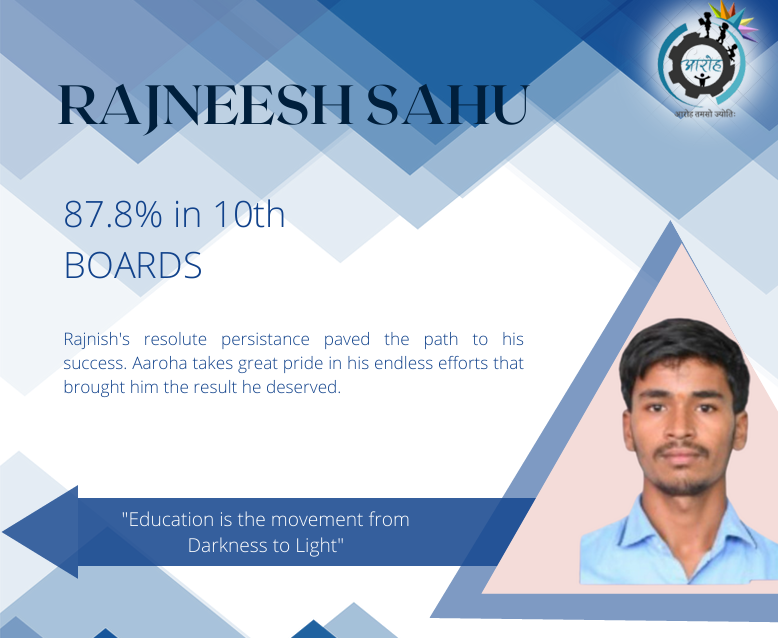 आरोह
आरोह तमसो ज्योतिः
RAJNEESH SAHU
87.8% in 10th
BOARDS
Rajnish's resolute persistance paved the path to his
success. Aaroha takes great pride in his endless efforts that
brought him the result he deserved.
"Education is the movement from
Darkness to Light"